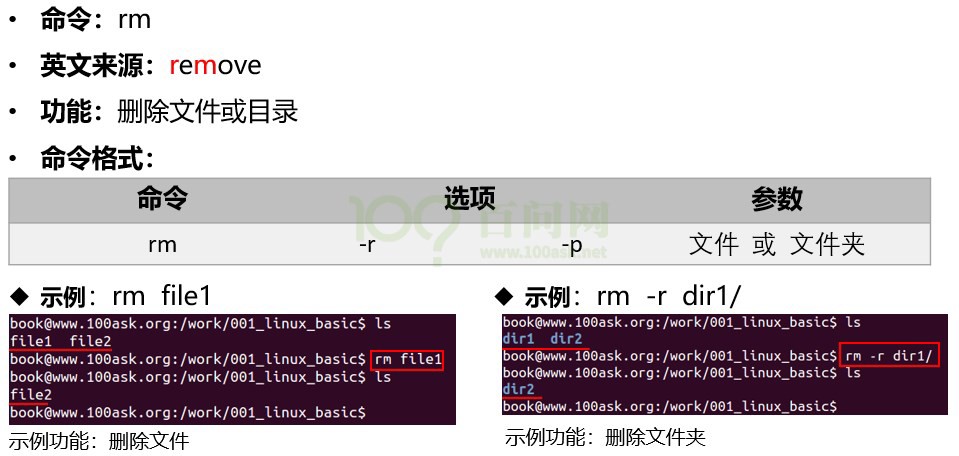 • 命令：rm
• 英文来源：remove
• 功能：删除文件或目录
• 命令格式：
命令 选项 参数
rm -r -p 文件 或 文件夹
100? 百问网
www.100ask.net
◆ 示例：rm file1
book@www.100ask.org:/work/001_linux_basic$ ls
file1 file2
book@www.100ask.org:/work/001_linux_basic$ rm file1
book@www.100ask.org:/work/001_linux_basic$ ls
file2
book@www.100ask.org:/work/001_linux_basic$
示例功能：删除文件
◆ 示例：rm -r dir1/
book@www.100ask.org:/work/001_linux_basic$ ls
dir1 dir2
book@www.100ask.org:/work/001_linux_basic$ rm -r dir1/
book@www.100ask.org:/work/001_linux_basic$ ls
dir2
book@www.100ask.org:/work/001_linux_basic$
示例功能：删除文件夹